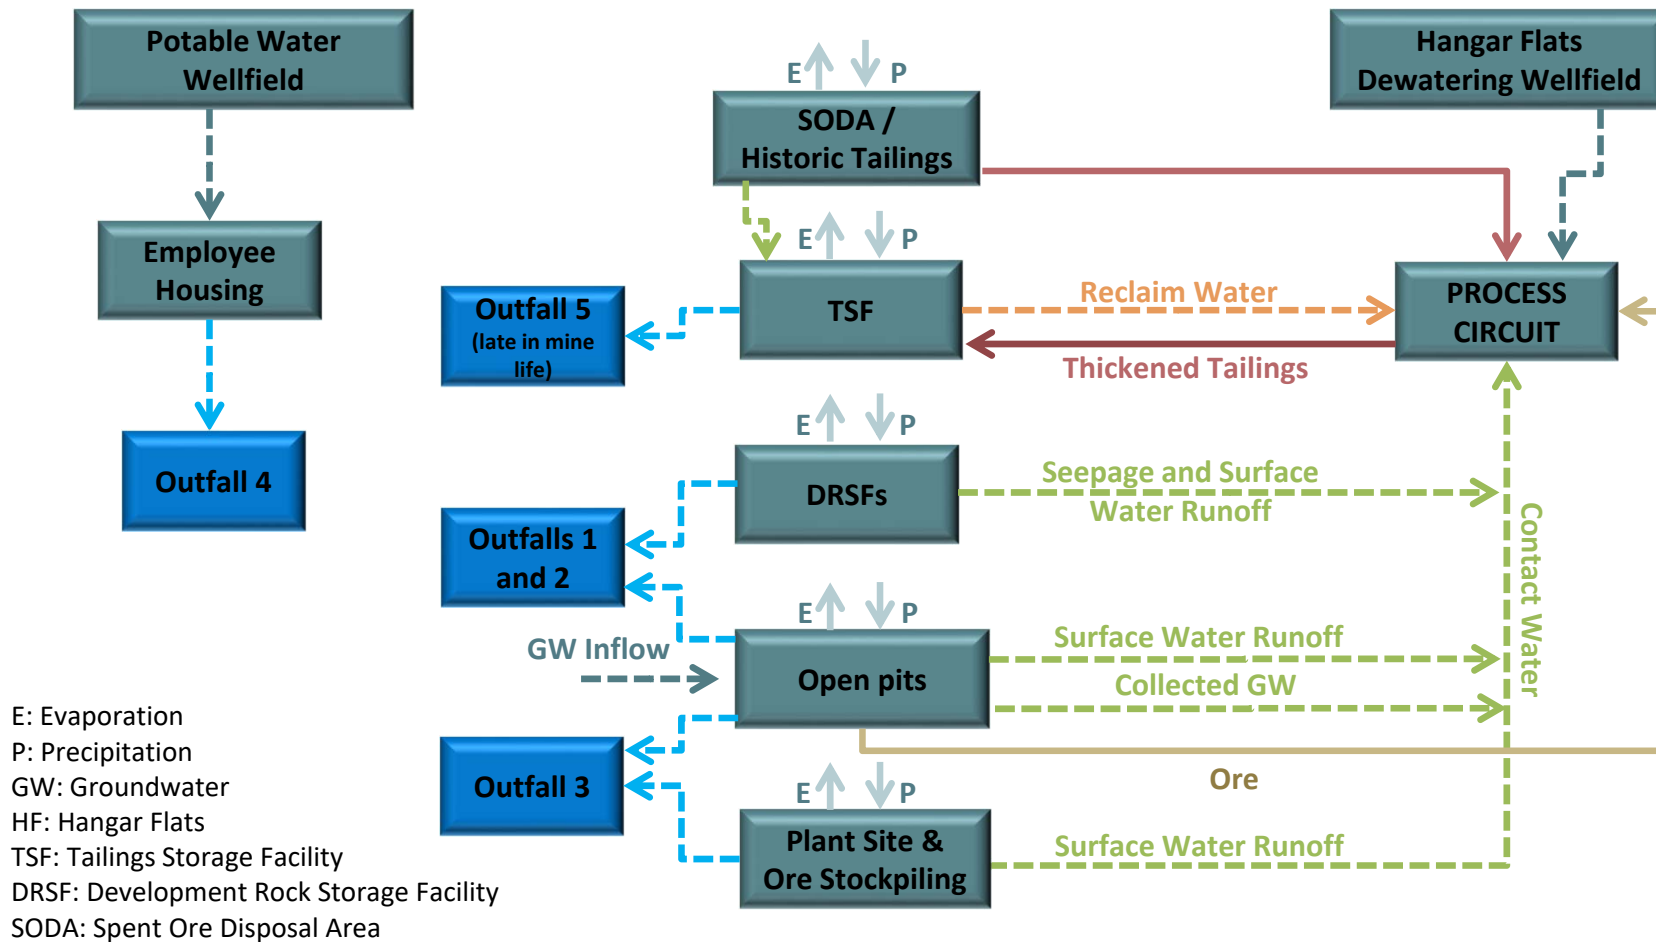 Potable Water
Wellfield
Employee
Housing
Outfall 4
E
P
SODA /
Historic Tailings
Hangar Flats
Dewatering Wellfield
E
P
TSF
Outfall 5
(late in mine
life)
Reclaim Water
Thickened Tailings
PROCESS
CIRCUIT
E
P
DRSFs
Seepage and Surface
Water Runoff
Outfalls 1
and 2
Contact Water
E
P
GW Inflow
Open pits
Surface Water Runoff
Collected GW
Ore
Outfall 3
E
P
Plant Site &
Ore Stockpiling
Surface Water Runoff
E: Evaporation
P: Precipitation
GW: Groundwater
HF: Hangar Flats
TSF: Tailings Storage Facility
DRSF: Development Rock Storage Facility
SODA: Spent Ore Disposal Area